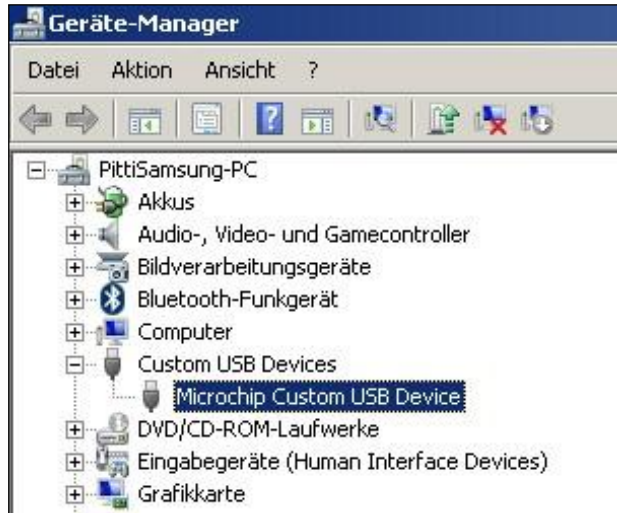 Geräte-Manager
Datei Aktion Ansicht ?
PittiSamsung-PC
Akkus
Audio-, Video- und Gamecontroller
Bildverarbeitungsgeräte
Bluetooth-Funkgerät
Computer
Custom USB Devices
Microchip Custom USB Device
DVD/CD-ROM-Laufwerke
Eingabegeräte (Human Interface Devices)
Grafikkarte